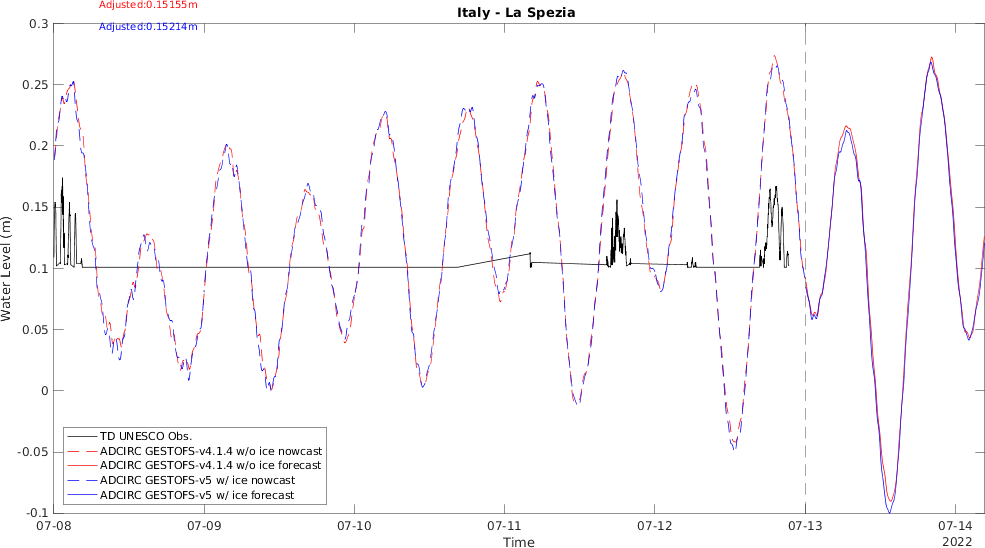 Adjusted:0.15155m
Adjusted:0.15214m
Italy - La Spezia
0.3
0.25
0.2
0.15
0.1
0.05
0
-0.05
-0.1
Water Level (m)
TD UNESCO Obs.
ADCIRC GESTOFS-v4.1.4 w/o ice nowcast
ADCIRC GESTOFS-v4.1.4 w/o ice forecast
ADCIRC GESTOFS-v5 w/ ice nowcast
ADCIRC GESTOFS-v5 w/ ice forecast
07-08 07-09 07-10 07-11 07-12 07-13 07-14
Time 2022